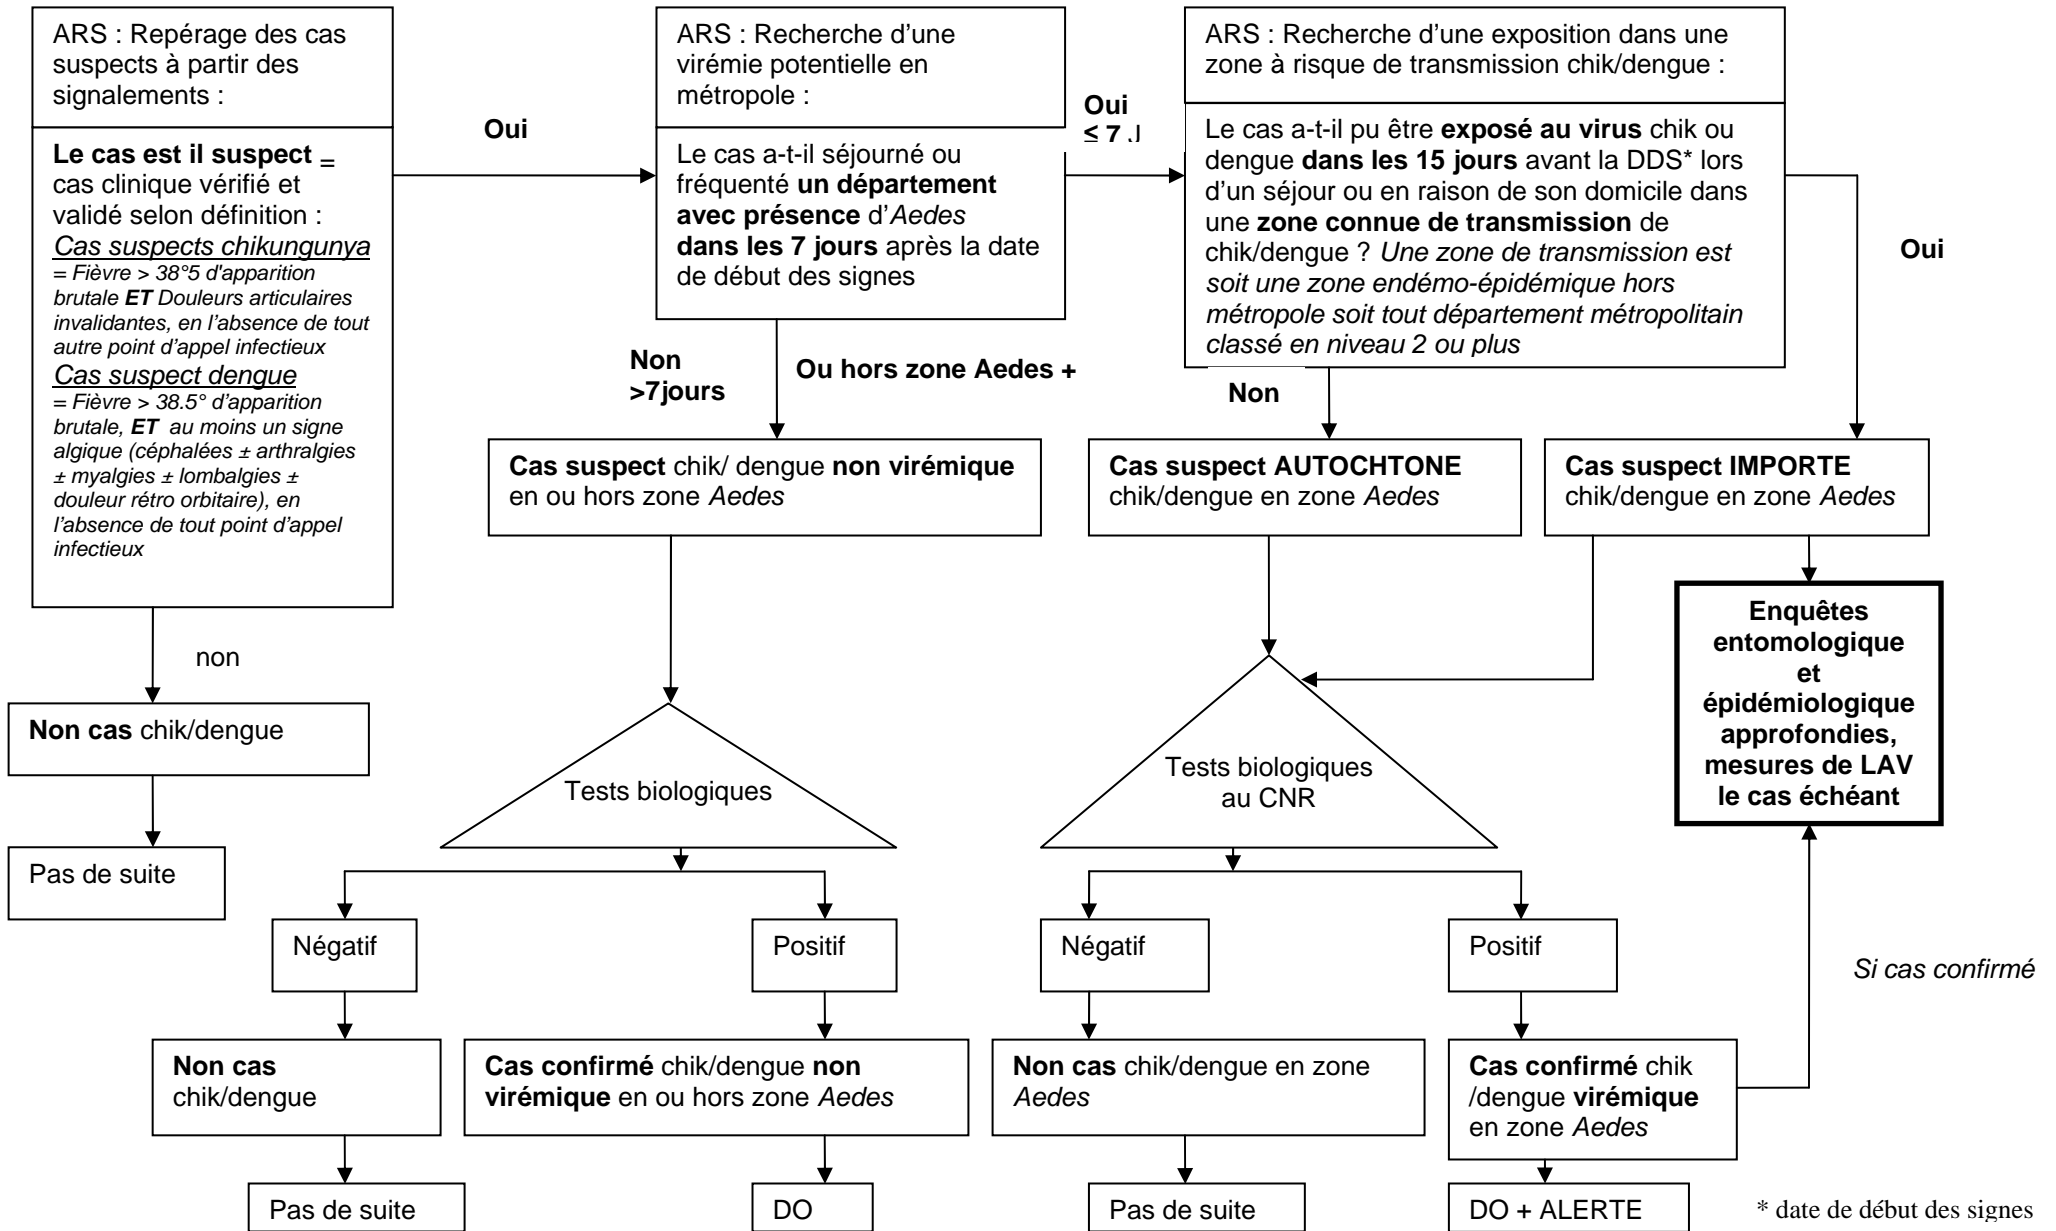 ARS : Repérage des cas
suspects à partir des
signalements :
Le cas est il suspect =
cas clinique vérifié et
validé selon définition :
Cas suspects chikungunya
= Fièvre > 38°5 d'apparition
brutale ET Douleurs articulaires
invalidantes, en l'absence de tout
autre point d'appel infectieux
Cas suspect dengue
= Fièvre > 38.5° d'apparition
brutale, ET au moins un signe
algique (céphalées ± arthralgies
± myalgies ± lombalgies ±
douleur rétro orbitaire), en
l'absence de tout point d'appel
infectieux
Oui
ARS : Recherche d'une
virémie potentielle en
métropole :
Le cas a-t-il séjourné ou
fréquenté un département
avec présence d'Aedes
dans les 7 jours après la date
de début des signes
Oui
≤ 7 J
ARS : Recherche d'une exposition dans une
zone à risque de transmission chik/dengue :
Le cas a-t-il pu être exposé au virus chik ou
dengue dans les 15 jours avant la DDS* lors
d'un séjour ou en raison de son domicile dans
une zone connue de transmission de
chik/dengue ? Une zone de transmission est
soit une zone endémo-épidémique hors
métropole soit tout département métropolitain
classé en niveau 2 ou plus
Oui
Non
>7jours
Ou hors zone Aedes +
Non
Cas suspect chik/ dengue non virémique
en ou hors zone Aedes
Cas suspect AUTOCHTONE
chik/dengue en zone Aedes
Cas suspect IMPORTE
chik/dengue en zone Aedes
non
Non cas chik/dengue
Pas de suite
Tests biologiques
Tests biologiques
au CNR
Enquêtes
entomologique
et
épidémiologique
approfondies,
mesures de LAV
le cas échéant
Négatif
Positif
Négatif
Positif
Si cas confirmé
Non cas
chik/dengue
Cas confirmé chik/dengue non
virémique en ou hors zone Aedes
Non cas chik/dengue en zone
Aedes
Cas confirmé chik
/dengue virémique
en zone Aedes
Pas de suite
DO
Pas de suite
DO + ALERTE
* date de début des signes